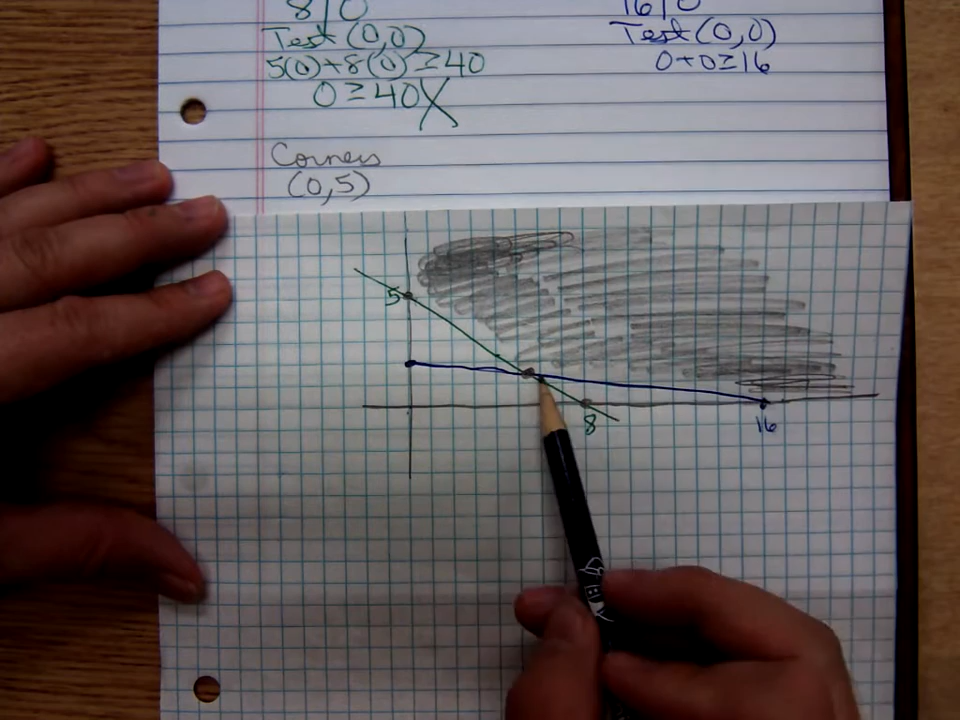 8|0
Test (0,0)
5(0)+8(0)≥40
0≥40X
16|0
Test (0,0)
0+0≥16
Corners
(0,5)
5
8
16